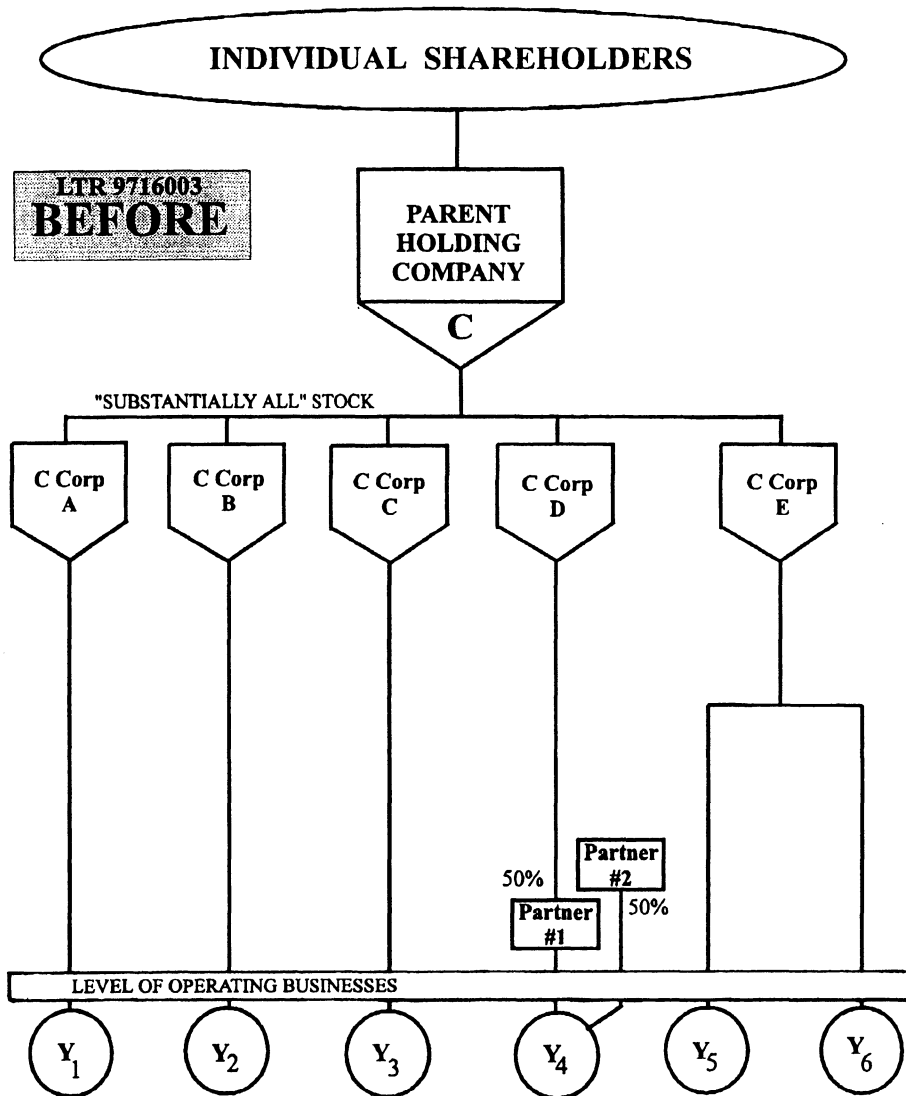 INDIVIDUAL SHAREHOLDERS
LTR 9716003
BEFORE
PARENT
HOLDING
COMPANY
C
"SUBSTANTIALLY ALL" STOCK
C Corp
A
C Corp
B
C Corp
C
C Corp
D
C Corp
E
50%
Partner
#2
50%
Partner
#1
LEVEL OF OPERATING BUSINESSES
Y1
Y2
Y3
Y4
Y5
Y6